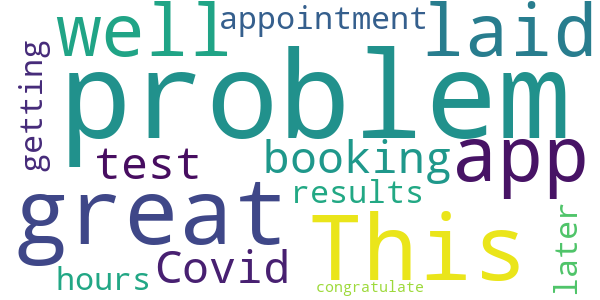 well
appointment
laid
getting
problem
test
booking
app
great
results
This
Covid
later
hours
congratulate